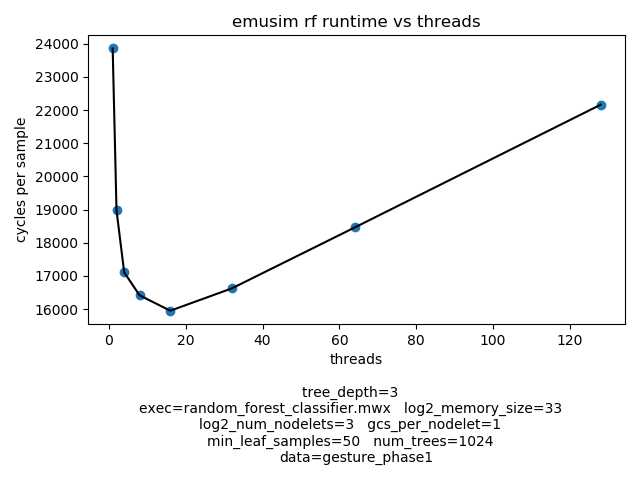 emusim rf runtime vs threads
24000
23000
22000
21000
20000
19000
18000
17000
16000
cycles per sample
0 20 40 60 80 100 120
threads
tree_depth=3
exec=random_forest_classifier.mwx log2_memory_size=33
log2_num_nodelets=3 gcs_per_nodelet=1
min_leaf_samples=50 num_trees=1024
data=gesture_phase1